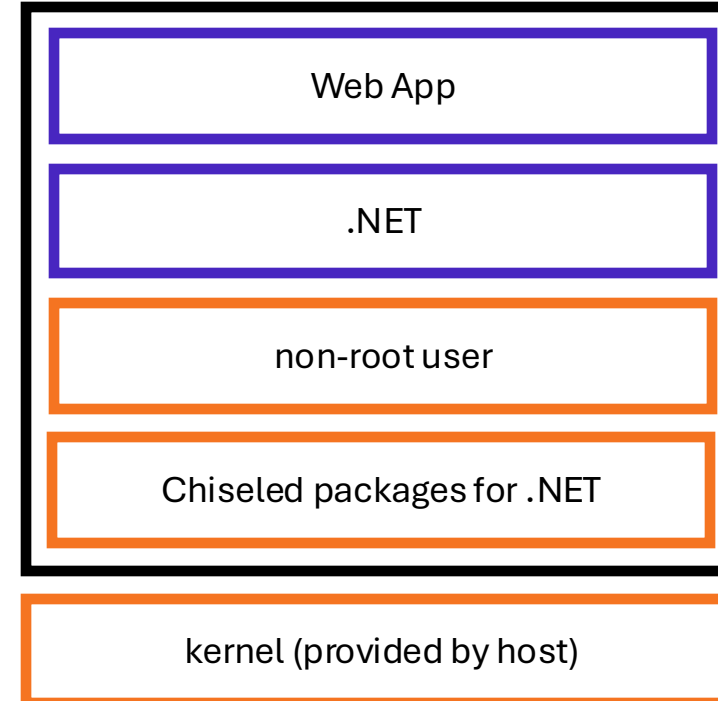 Web App
.NET
non-root user
Chiseled packages for .NET
kernel (provided by host)